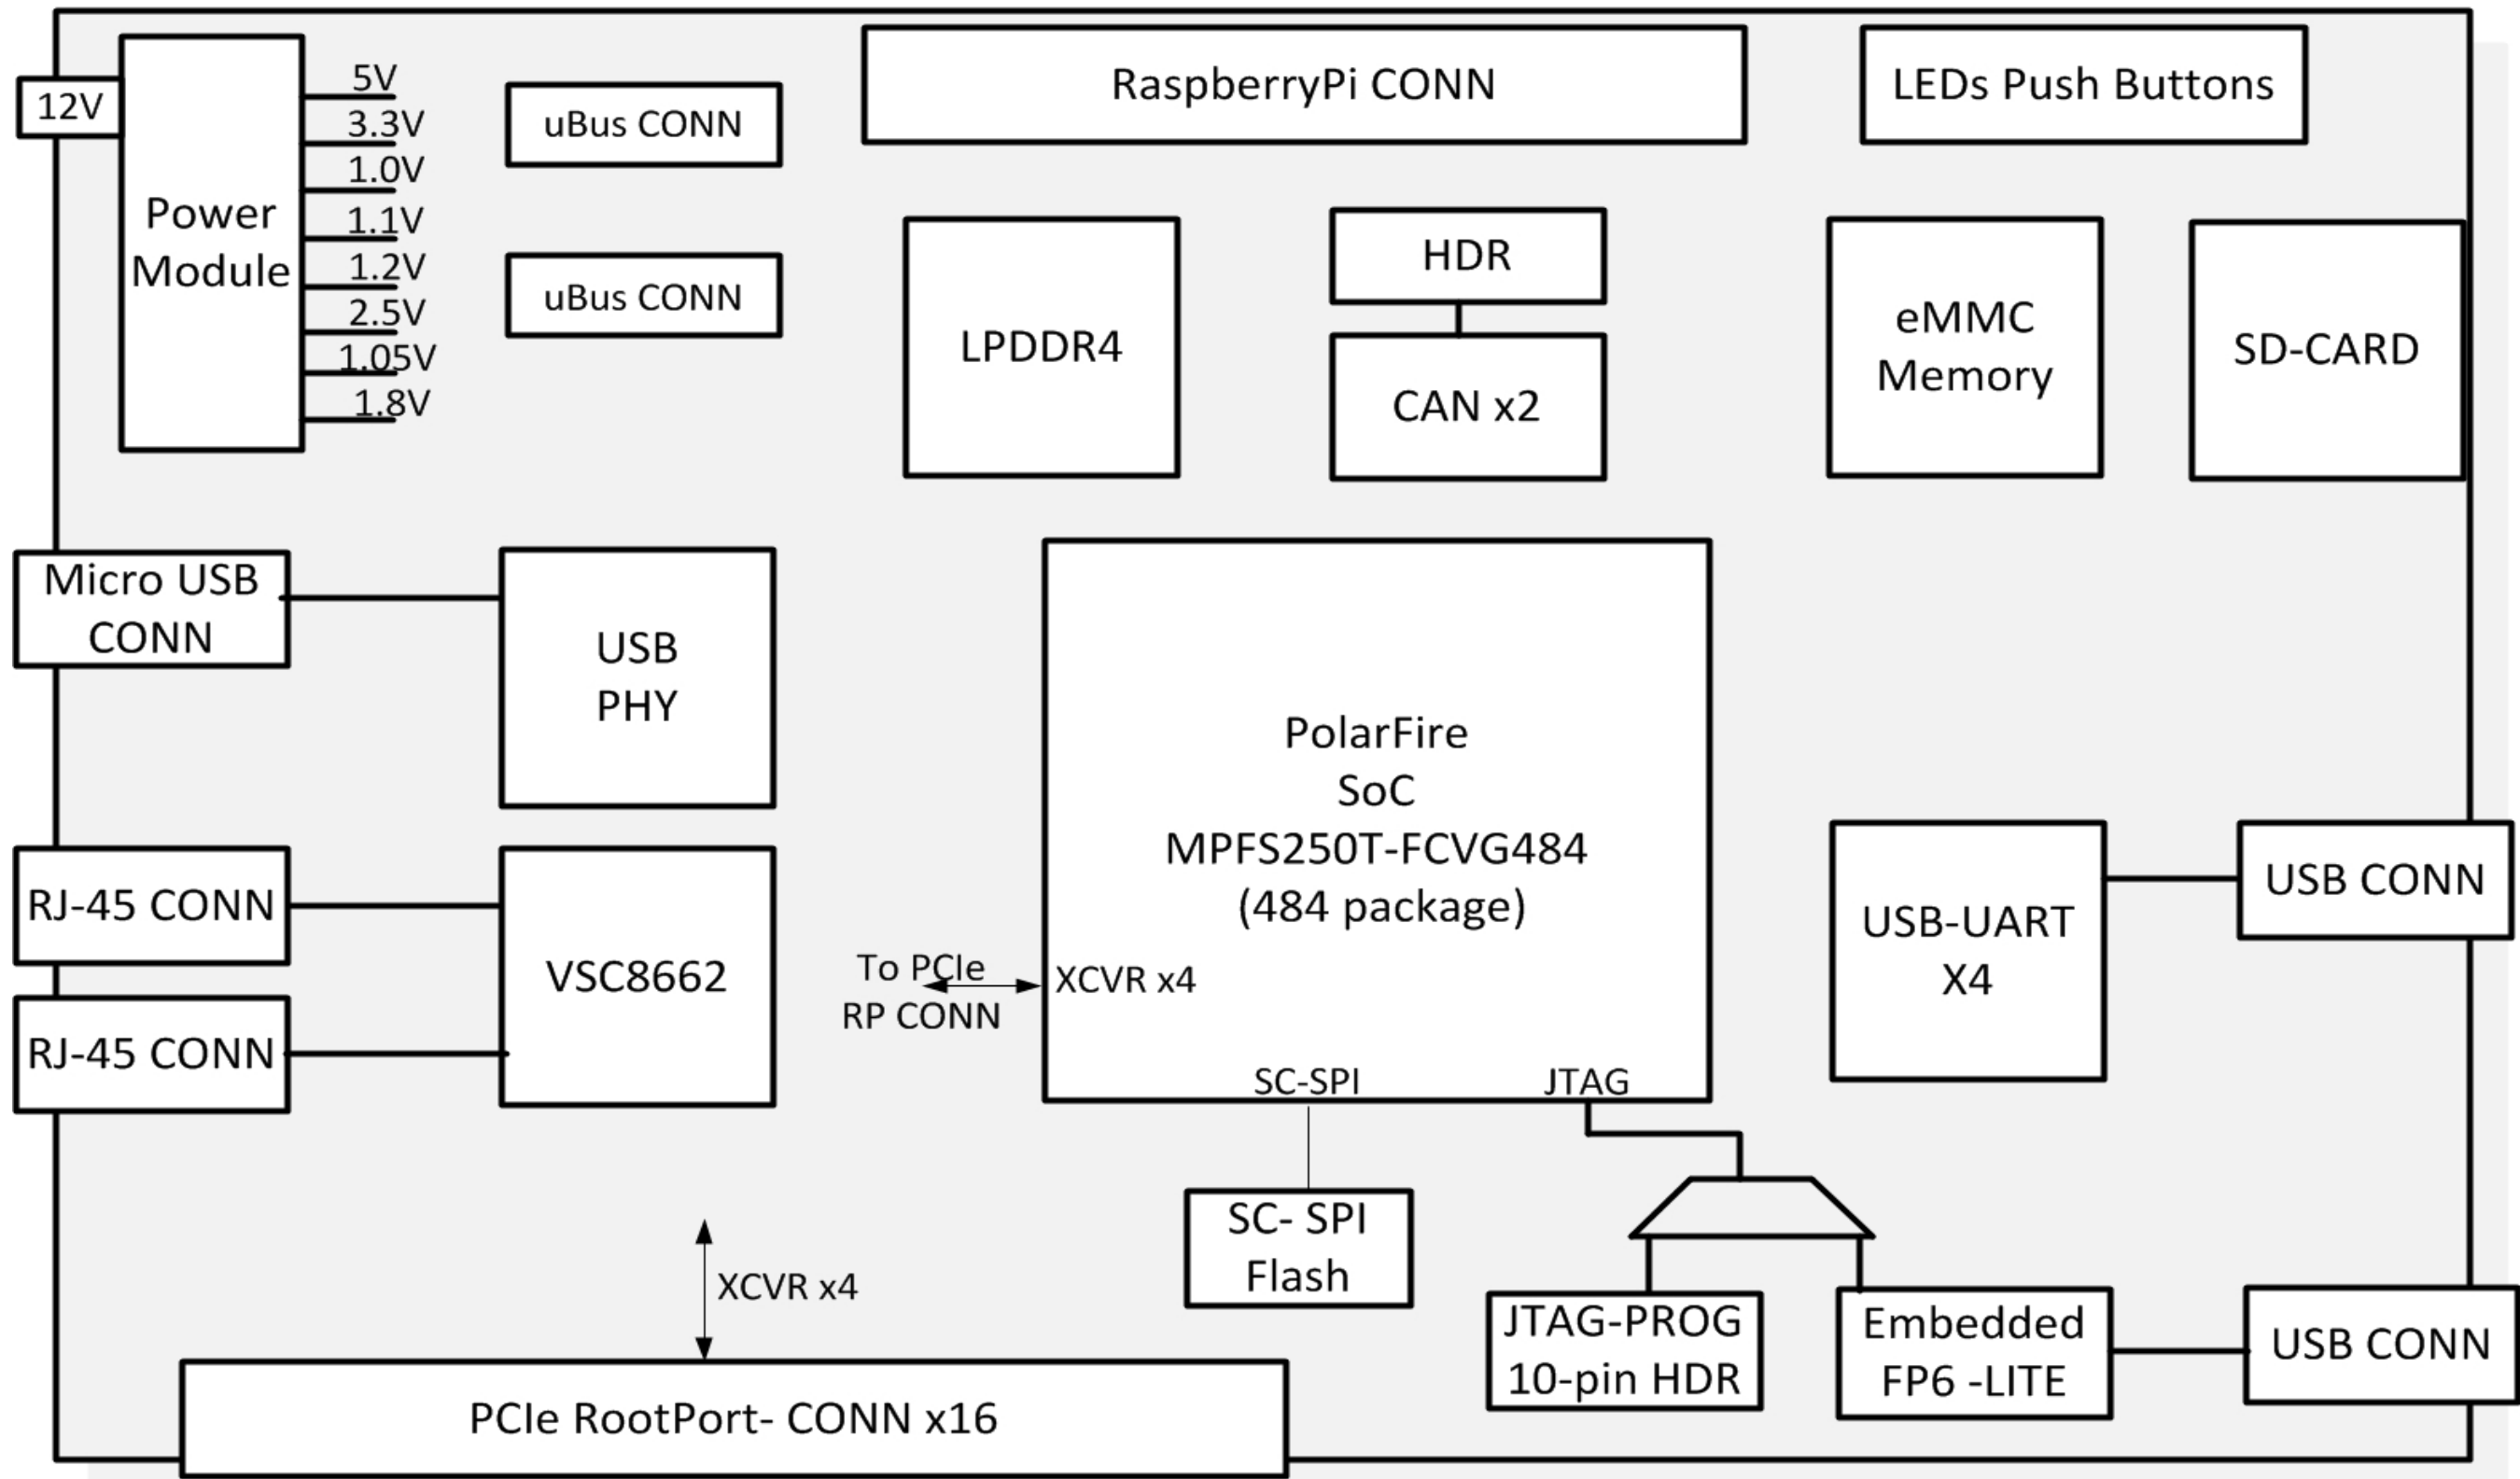 12V
Power
Module
5V
3.3V
1.0V
1.1V
1.2V
2.5V
1.05V
1.8V
uBus CONN
uBus CONN
RaspberryPi CONN
LEDs Push Buttons
LPDDR4
HDR
CAN x2
eMMC
Memory
SD-CARD
Micro USB
CONN
USB
PHY
RJ-45 CONN
RJ-45 CONN
VSC8662
To PCIe
RP CONN
XCVR x4
PolarFire
SoC
MPFS250T-FCVG484
(484 package)
SC-SPI
JTAG
USB-UART
X4
USB CONN
SC- SPI
Flash
JTAG-PROG
10-pin HDR
Embedded
FP6 -LITE
USB CONN
XCVR x4
PCIe RootPort- CONN x16